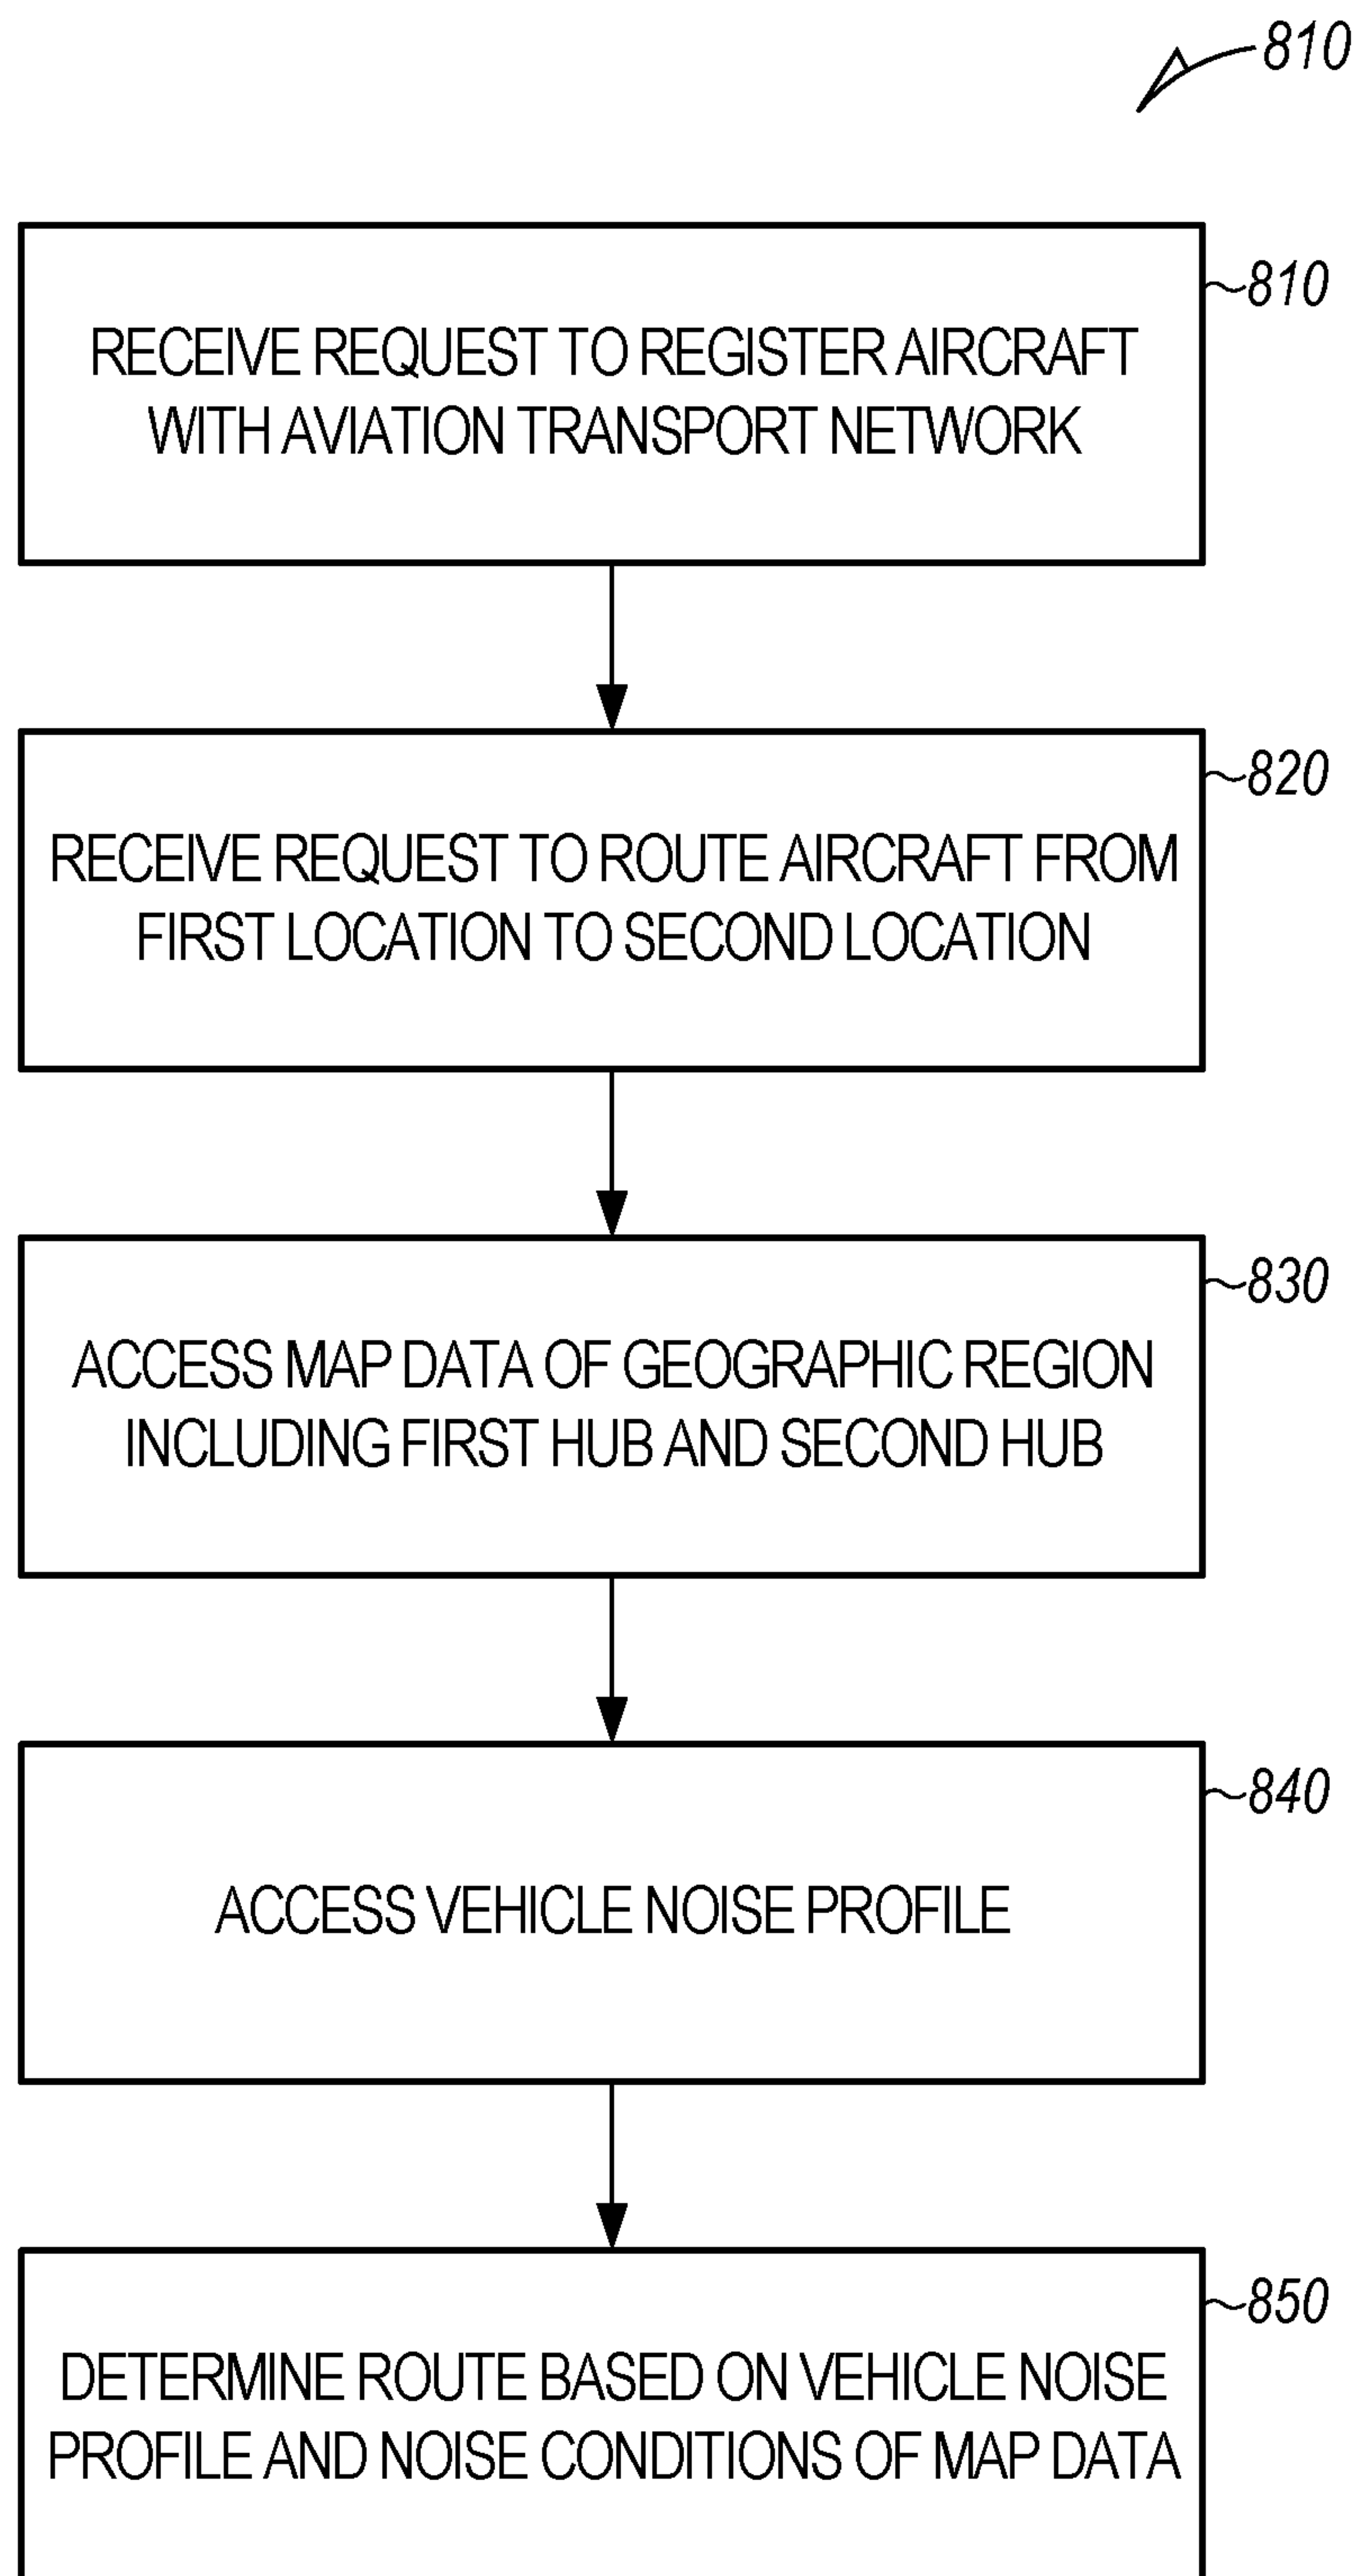 810
810
RECEIVE REQUEST TO REGISTER AIRCRAFT
WITH AVIATION TRANSPORT NETWORK
820
RECEIVE REQUEST TO ROUTE AIRCRAFT FROM
FIRST LOCATION TO SECOND LOCATION
830
ACCESS MAP DATA OF GEOGRAPHIC REGION
INCLUDING FIRST HUB AND SECOND HUB
840
ACCESS VEHICLE NOISE PROFILE
850
DETERMINE ROUTE BASED ON VEHICLE NOISE
PROFILE AND NOISE CONDITIONS OF MAP DATA